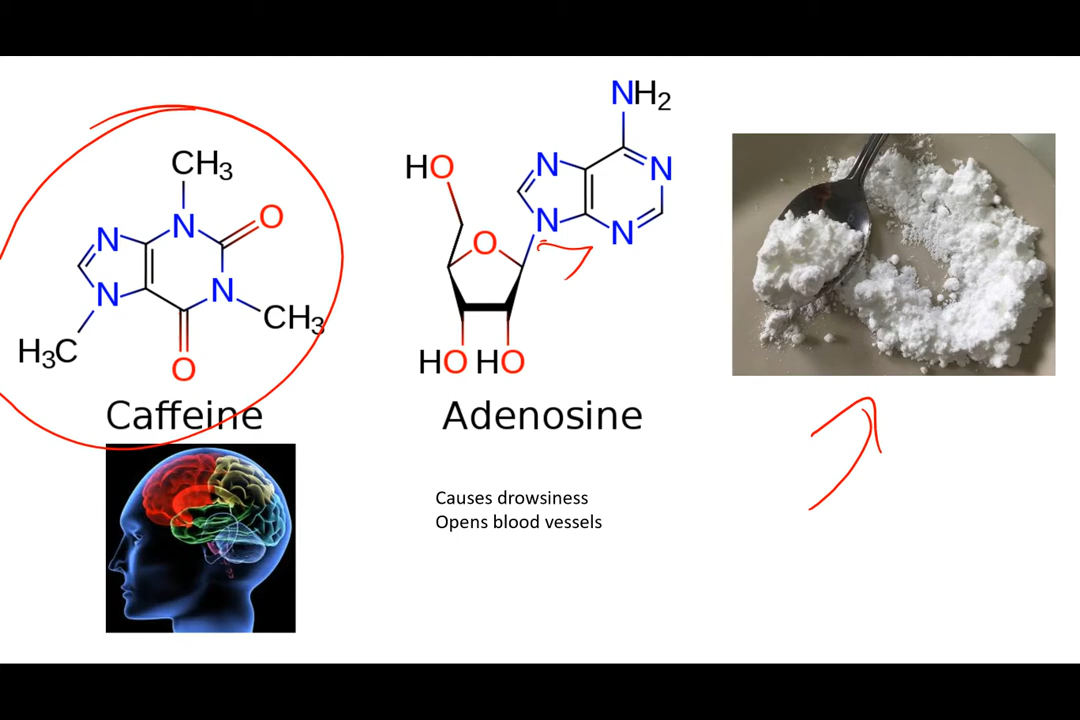 CH3
N
N
O
N
N
H3C
CH3
O
Caffeine
NH2
HO
N
N
N
N
O
HO HO
Adenosine
Causes drowsiness
Opens blood vessels